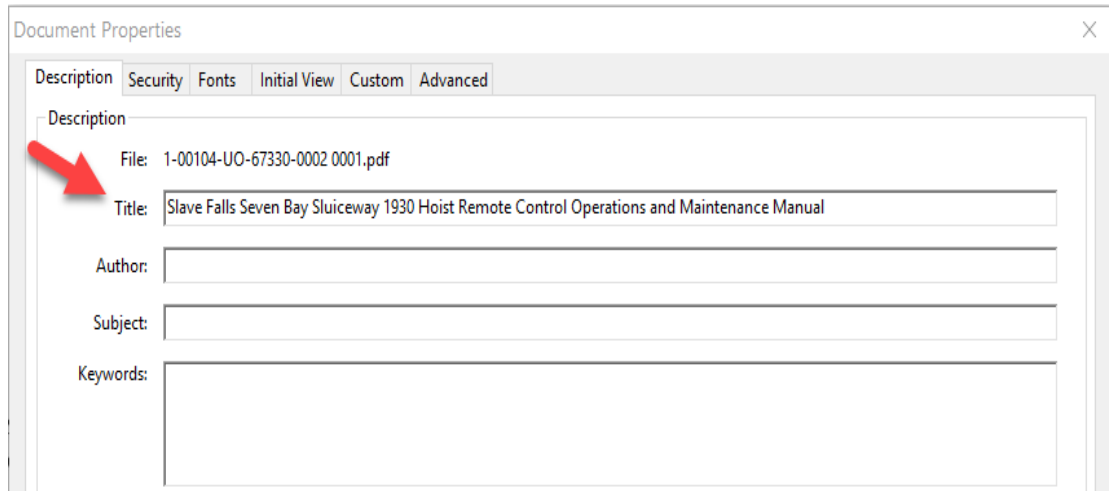 Document Properties
Description Security Fonts Initial View Custom Advanced
Description
File: 1-00104-UO-67330-0002 0001.pdf
Title: Slave Falls Seven Bay Sluiceway 1930 Hoist Remote Control Operations and Maintenance Manual
Author:
Subject:
Keywords: